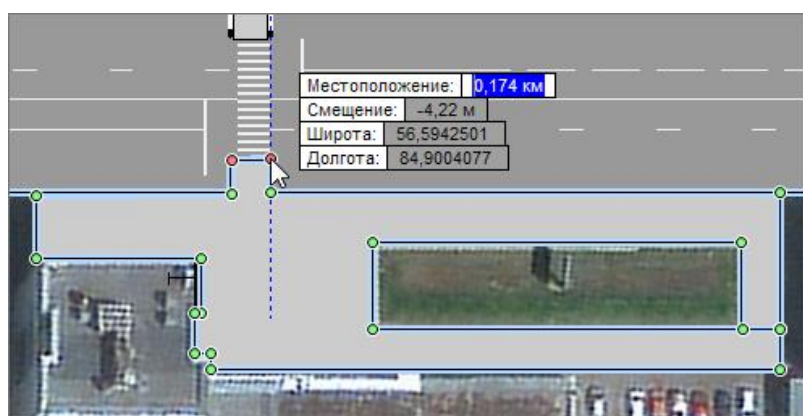 Местоположение: 0,174 км
Смещение: -4,22 м
Широта: 56,5942501
Долгота: 84,9004077